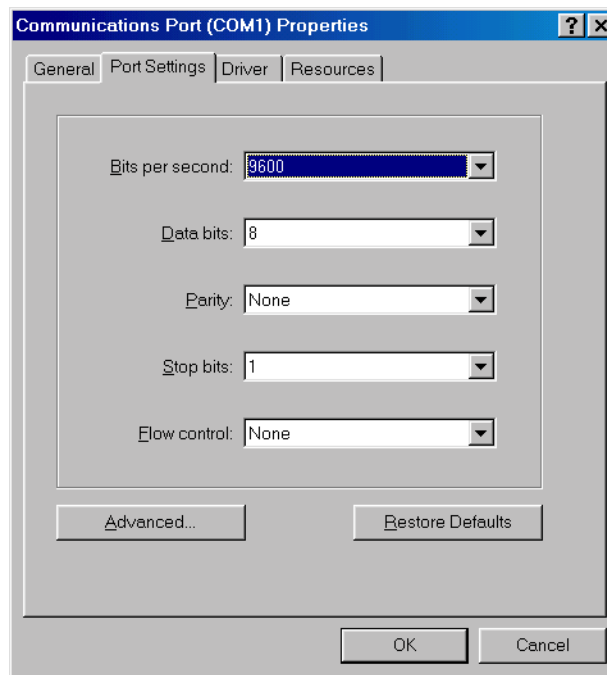 Communications Port (COM1) Properties
General Port Settings Driver Resources
Bits per second: 9600
Data bits: 8
Parity: None
Stop bits: 1
Flow control: None
Advanced... Restore Defaults
OK Cancel